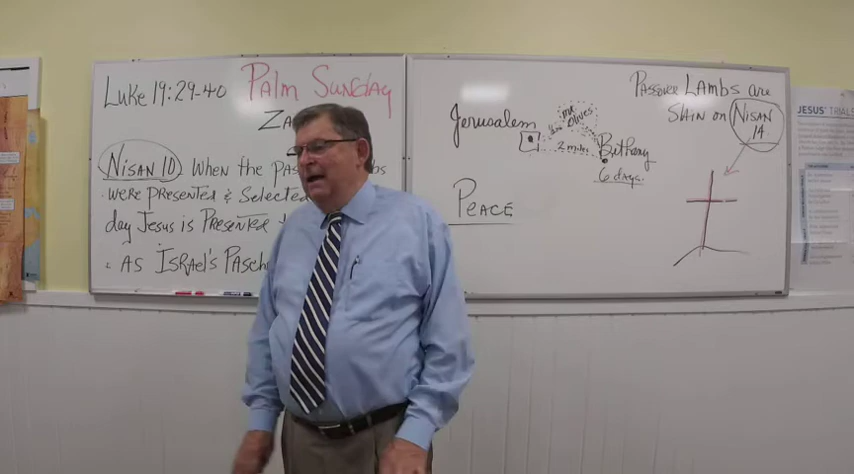 Luke 19:29-40
Palm Sunday
ZA
NISAN 10 WHEN THE PAS bs
WERE PRESENTED & SELECTED
day JESUS IS PRESENTED
AS ISRAEL'S PASCH
Jerusalem
mt
Olives
2 miles
Bethany
6 days.
PEACE
PASSOVER LAMBS ARE
SLAIN ON NISAN
14
JESUS' TRIALS